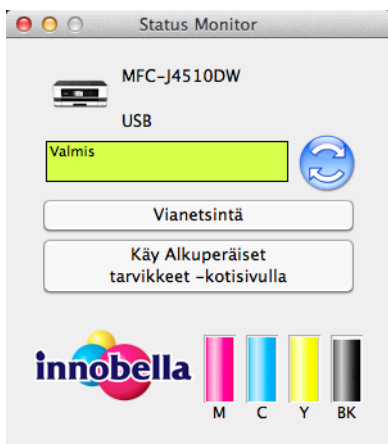 Status Monitor
MFC-J4510DW
USB
Valmis
Vianetsintä
Käy Alkuperäiset
tarvikkeet -kotisivulla
innobella
M C Y BK